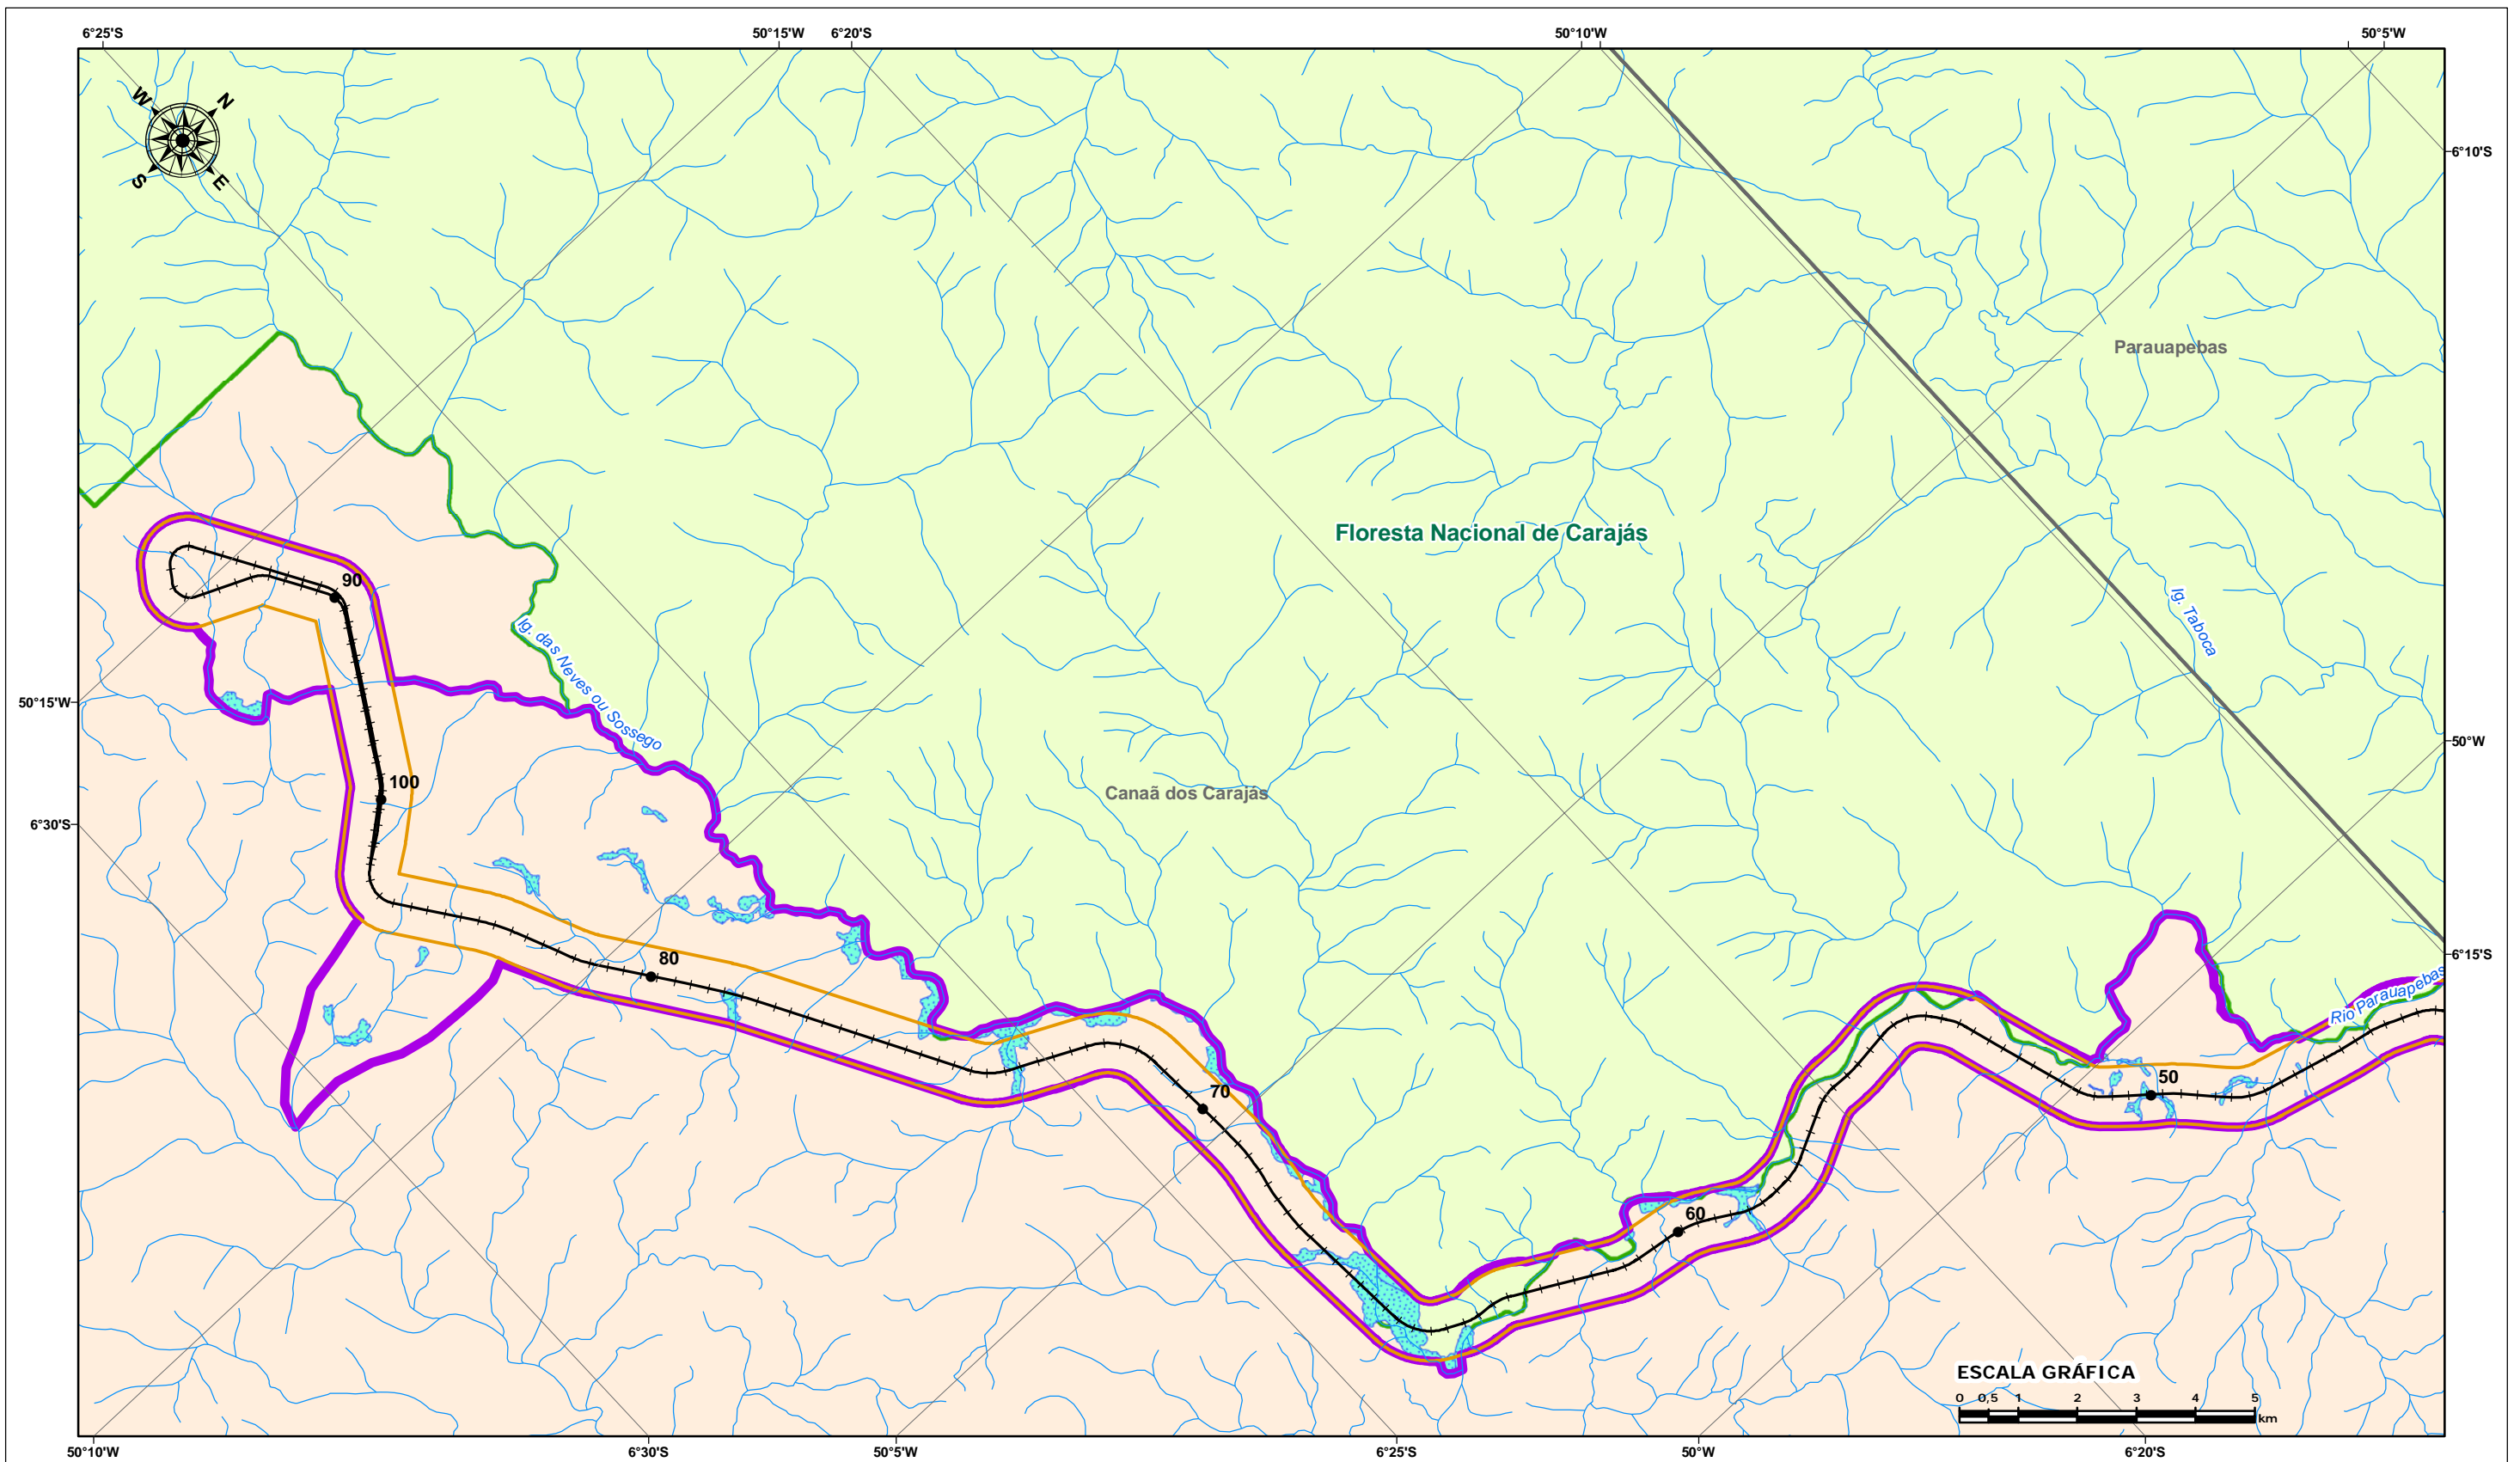 6°25'S
50°15'W
6°20'S
50°10'W
50°5'W
W
N
S
E
6°10'S
Parauapebas
Floresta Nacional de Carajás
90
Ig. das Neves ou Sossego
Ig. Taboca
50°15'W
50°W
100
Canaã dos Carajás
6°30'S
80
6°15'S
Rio Parauapebas
50
70
60
ESCALA GRÁFICA
0 0,5 1 2 3 4 5
km
50°10'W
6°30'S
50°5'W
6°25'S
50°W
6°20'S